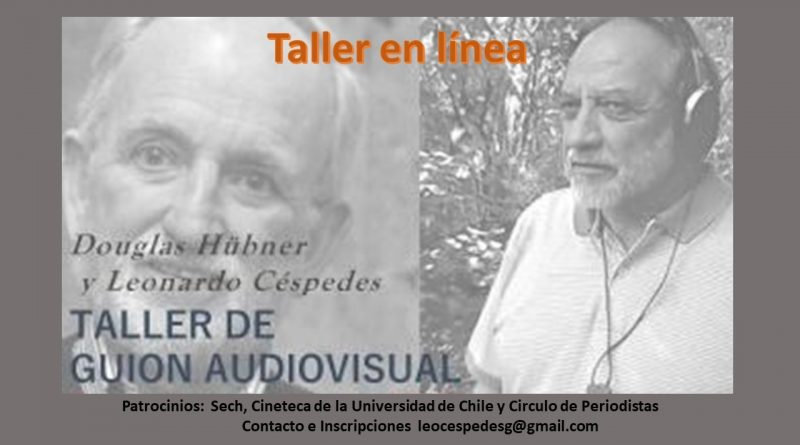 Taller en línea
Douglas Hübner
y Leonardo Céspedes
TALLER DE
GUION AUDIOVISUAL
Patrocinios: Sech, Cineteca de la Universidad de Chile y Circulo de Periodistas
Contacto e Inscripciones leocespedesg@gmail.com